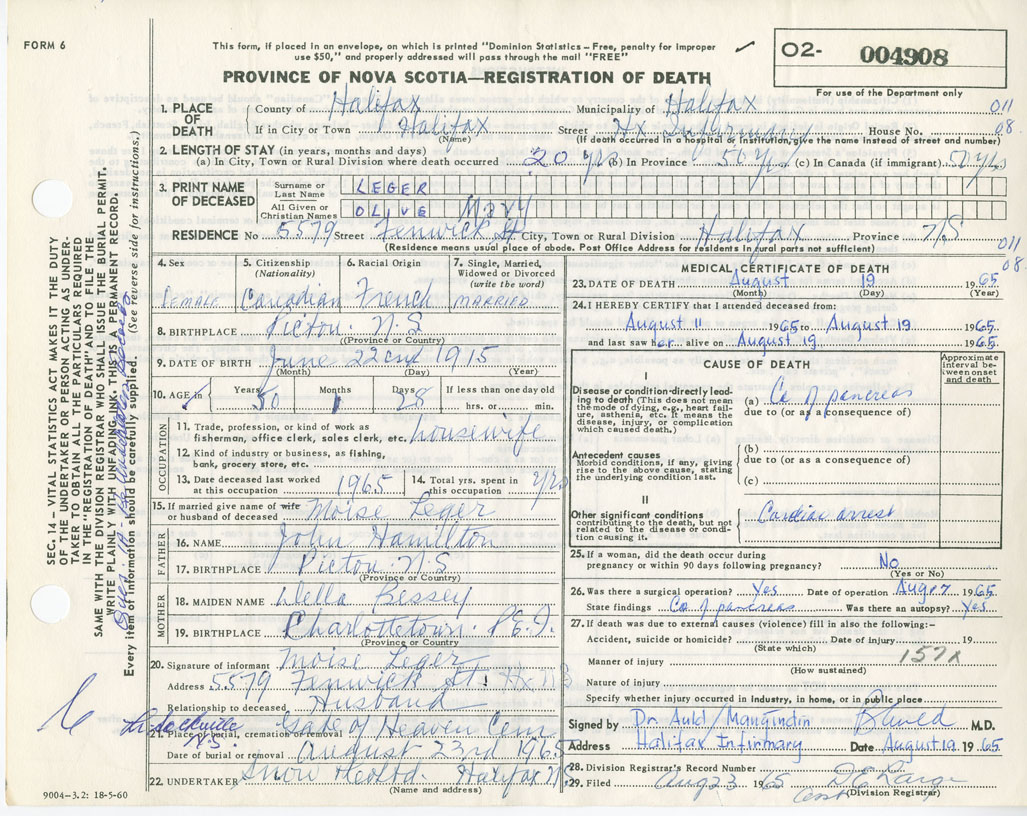 FORM 6
This form, if placed in an envelope, on which is printed "Dominion Statistics – Free, penalty for improper
use $50," and properly addressed will pass through the mail "FREE"
O2- 004908
For use of the Department only
PROVINCE OF NOVA SCOTIA—REGISTRATION OF DEATH
SEC. 14 – VITAL STATISTICS ACT MAKES IT THE DUTY
OF THE UNDERTAKER OR PERSON ACTING AS UNDER-
TAKER TO OBTAIN ALL THE PARTICULARS REQUIRED
IN THE "REGISTRATION OF DEATH" AND TO FILE THE
SAME WITH THE DIVISION REGISTRAR WHO SHALL ISSUE THE BURIAL PERMIT.
WRITE PLAINLY WITH UNFADING INK. THIS IS A PERMANENT RECORD.
Every item of information should be carefully supplied. (See reverse side for instructions.)
1. PLACE OF DEATH
County of Halifax Municipality of Halifax 011
If in City or Town Halifax Street Hx Infirmary House No. 08
(Name) (If death occurred in a hospital or institution, give the name instead of street and number)
2. LENGTH OF STAY (in years, months and days)
(a) In City, Town or Rural Division where death occurred 20 yrs (b) In Province 50 yrs (c) In Canada (if immigrant) 50 yrs
3. PRINT NAME OF DECEASED
Surname or Last Name LEGER
All Given or Christian Names OLIVE Mary
RESIDENCE No 5579 Street Fenwick St City, Town or Rural Division Halifax Province N.S 011
(Residence means usual place of abode. Post Office Address for residents in rural parts not sufficient) 08
4. Sex Female
5. Citizenship (Nationality) Canadian
6. Racial Origin French
7. Single, Married, Widowed or Divorced (write the word) MARRIED
8. BIRTHPLACE Pictou. N.S
(Province or Country)
9. DATE OF BIRTH June 22nd 1915
(Month) (Day) (Year)
10. AGE in Years 50 Months 1 Days 28 If less than one day old hrs. or min.
OCCUPATION
11. Trade, profession, or kind of work as
fisherman, office clerk, sales clerk, etc. housewife
12. Kind of industry or business, as fishing,
bank, grocery store, etc.
13. Date deceased last worked
at this occupation 1965
14. Total yrs. spent in
this occupation yrs
15. If married give name of wife
or husband of deceased Moise Leger
FATHER
16. NAME John Hamilton
17. BIRTHPLACE Pictou N.S
(Province or Country)
MOTHER
18. MAIDEN NAME Della Bessey
19. BIRTHPLACE Charlottetown. P.E.I.
(Province or Country)
20. Signature of informant Moise Leger
Address 5579 Fenwick St.
Relationship to deceased Husband
21. Place of burial, cremation or removal Gate of Heaven Cem
Lr. Sackville N.S.
Date of burial or removal August 23rd 1965
22. UNDERTAKER Snow Halifax N.S
(Name and address)
9004-3.2: 18-5-60
MEDICAL CERTIFICATE OF DEATH
23. DATE OF DEATH August 19 1965
(Month) (Day) (Year)
24. I HEREBY CERTIFY that I attended deceased from:
August 11 1965 to August 19 1965
and last saw her alive on August 19 1965
CAUSE OF DEATH
Approximate interval between onset and death
I
Disease or condition directly leading
to death (This does not mean
the mode of dying, e.g., heart failure,
asthenia, etc. It means the
disease, injury, or complication
which caused death.)
(a) Ca of pancreas
due to (or as a consequence of)
Antecedent causes
Morbid conditions, if any, giving
rise to the above cause, stating
the underlying condition last.
(b)
due to (or as a consequence of)
(c)
II
Other significant conditions
contributing to the death, but not
related to the disease or condition
causing it.
Cardiac arrest
25. If a woman, did the death occur during
pregnancy or within 90 days following pregnancy? No
(Yes or No)
26. Was there surgical operation? Yes Date of operation Aug 17 1965
State findings Ca of pancreas Was there an autopsy? Yes
27. If death was due to external causes (violence) fill in also the following:-
Accident, suicide or homicide? Date of injury 19
(State which)
157x
Manner of injury
(How sustained)
Nature of injury
Specify whether injury occurred in Industry, in home, or in public place
Signed by Dr Auld / Mangindin M.D.
Address Halifax Infirmary Date August 19 1965
28. Division Registrar's Record Number
29. Filed Aug 23 1965
(Division Registrar)